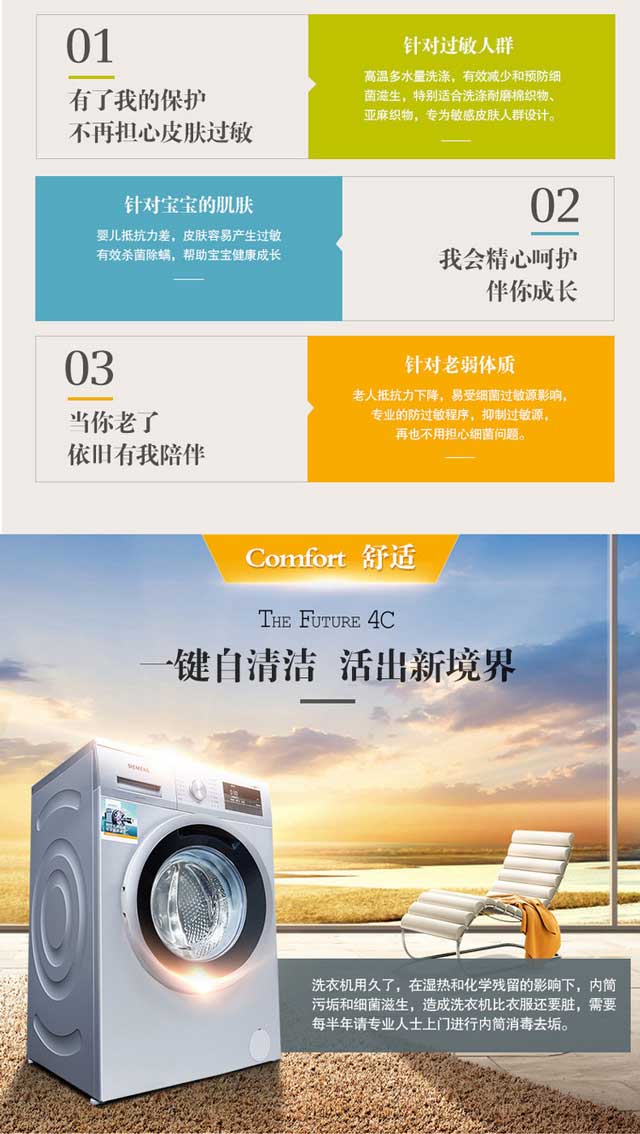 01
有了我的保护
不再担心皮肤过敏
针对过敏人群
高温多水量洗涤，有效减少和预防细
菌滋生，特别适合洗涤耐磨棉织物、
亚麻织物，专为敏感皮肤人群设计。
针对宝宝的肌肤
婴儿抵抗力差，皮肤容易产生过敏
有效杀菌除螨，帮助宝宝健康成长
02
我会精心呵护
伴你成长
03
当你老了
依旧有我陪伴
针对老弱体质
老人抵抗力下降，易受细菌过敏源影响，
专业的防过敏程序，抑制过敏源，
再也不用担心细菌问题。
Comfort 舒适
THE FUTURE 4C
一键自清洁 活出新境界
SIEMENS
洗衣机用久了，在湿热和化学残留的影响下，内筒
污垢和细菌滋生，造成洗衣机比衣服还要脏，需要
每半年请专业人士上门进行内筒消毒去垢。